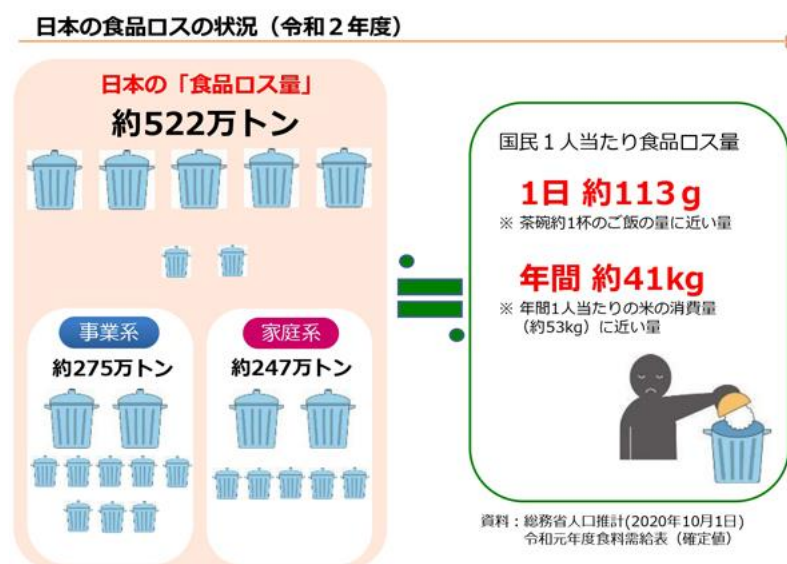 日本の食品ロスの状況（令和２年度）
日本の「食品ロス量」
約522万トン
事業系
約275万トン
家庭系
約247万トン
国民１人当たり食品ロス量
1日 約113ｇ
※ 茶碗約1杯のご飯の量に近い量
年間 約41kg
※ 年間1人当たりの米の消費量
（約53kg）に近い量
資料：総務省人口推計(2020年10月1日)
令和元年度食料需給表（確定値）